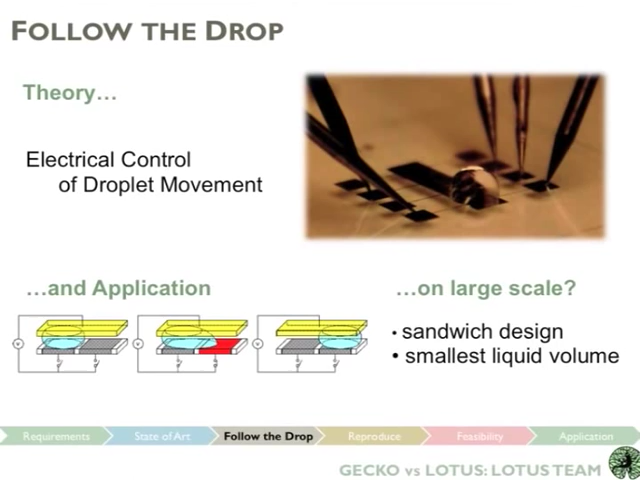 FOLLOW THE DROP
Theory...
Electrical Control
of Droplet Movement
...and Application
...on large scale?
• sandwich design
• smallest liquid volume
Requirements
State of Art
Follow the Drop
Reproduce
Feasibility
Application
GECKO vs LOTUS: LOTUS TEAM